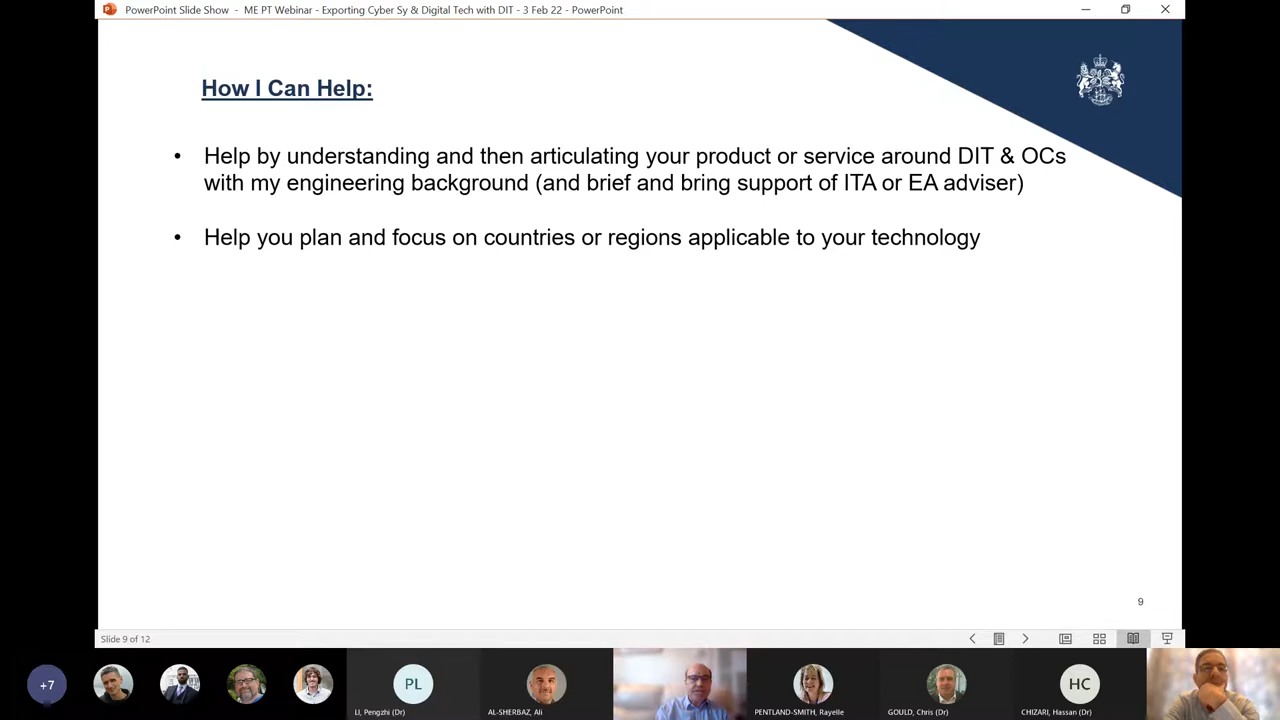 PowerPoint Slide Show - ME PT Webinar - Exporting Cyber Sy & Digital Tech with DIT - 3 Feb 22 - PowerPoint
How I Can Help:
• Help by understanding and then articulating your product or service around DIT & OCs
with my engineering background (and brief and bring support of ITA or EA adviser)
• Help you plan and focus on countries or regions applicable to your technology
9
Slide 9 of 12
+7
PL
HC
LI, Pengzhi (Dr)
AL-SHERBAZ, Ali
PENTLAND-SMITH, Rayelle
GOULD, Chris (Dr)
CHIZARI, Hassan (Dr)